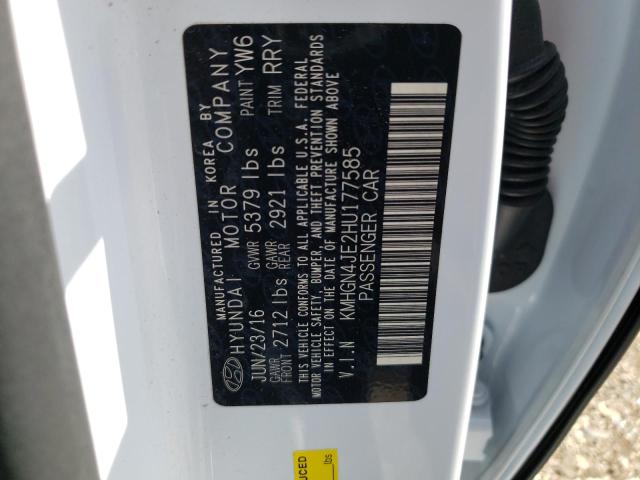 MANUFACTURED IN KOREA BY
HYUNDAI MOTOR COMPANY
JUN/23/16 GVWR 5379 lbs PAINT YW6
GAWR FRONT 2712 lbs GAWR REAR 2921 lbs TRIM RRY
THIS VEHICLE CONFORMS TO ALL APPLICABLE U.S.A. FEDERAL
MOTOR VEHICLE SAFETY, BUMPER, AND THEFT PREVENTION STANDARDS
IN EFFECT ON THE DATE OF MANUFACTURE SHOWN ABOVE
V.I.N KMHGN4JE2HU177585
PASSENGER CAR
UCED
lbs